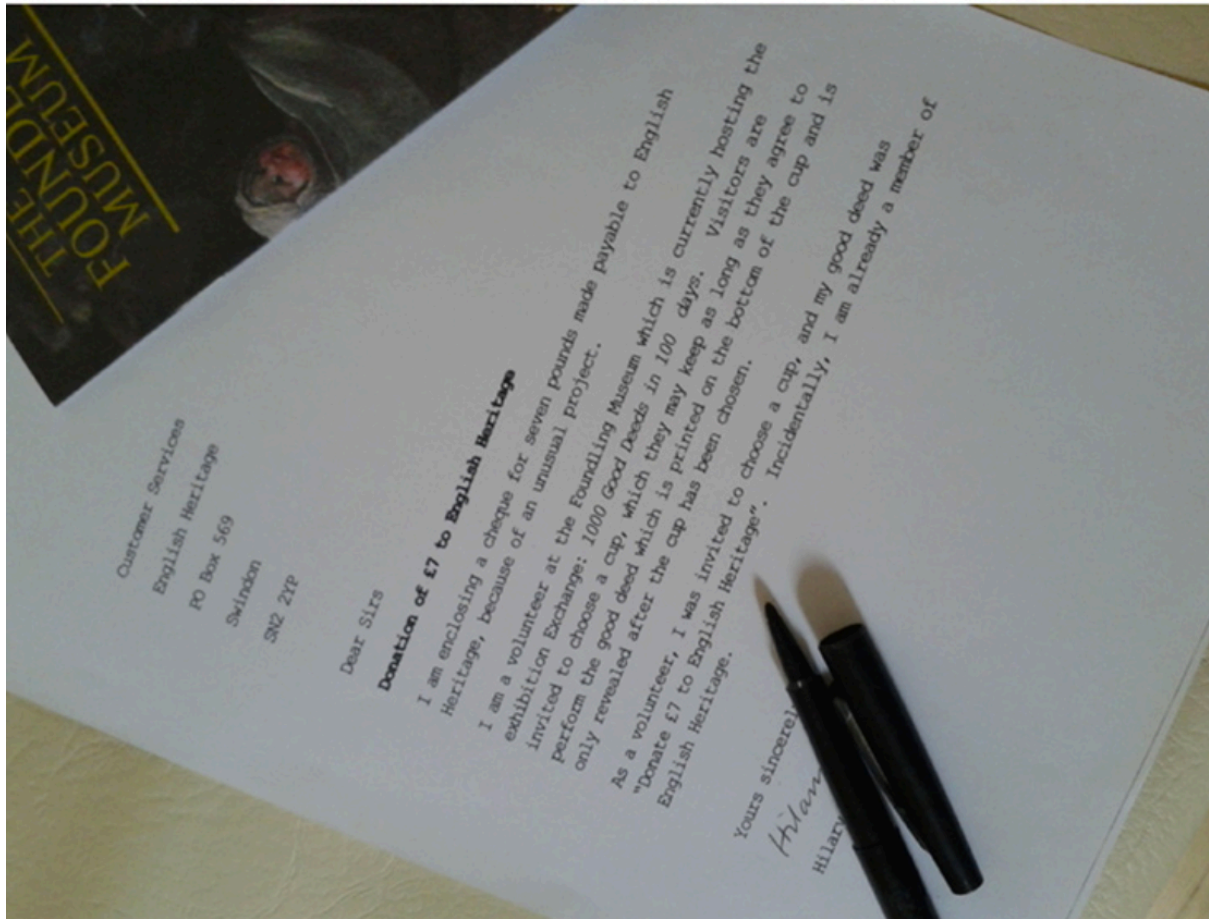 THE
FOUNDL
MUSEUM
Customer Services
English Heritage
PO Box 569
Swindon
SN2 2YP
Dear Sirs
Donation of £7 to English Heritage
I am enclosing a cheque for seven pounds made payable to English
Heritage, because of an unusual project.
I am a volunteer at the Foundling Museum which is currently hosting the
exhibition Exchange: 1000 Good Deeds in 100 days. Visitors are
invited to choose a cup, which they may keep as long as they agree to
perform the good deed which is printed on the bottom of the cup and is
only revealed after the cup has been chosen.
As a volunteer, I was invited to choose a cup, and my good deed was
"Donate £7 to English Heritage". Incidentally, I am already a member of
English Heritage.
Yours sincerel
Hilary
Hilary